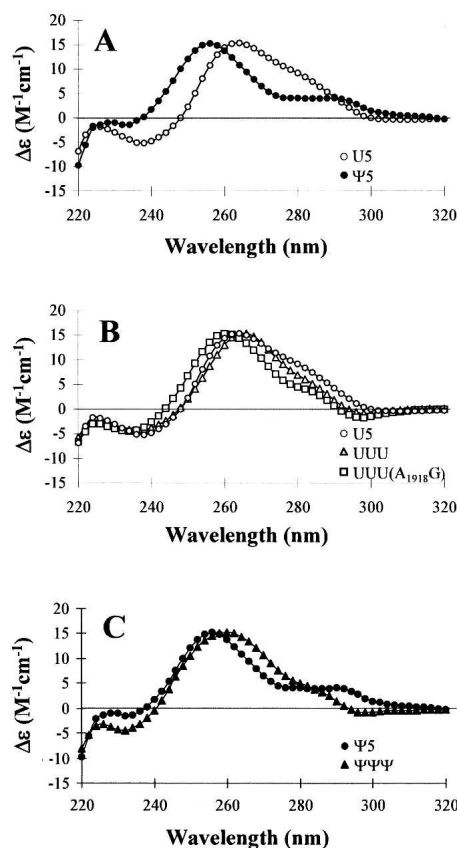 A
Δε (M⁻¹cm⁻¹)
20
15
10
5
0
-5
-10
-15
○ U5
● Ψ5
220 240 260 280 300 320
Wavelength (nm)
B
Δε (M⁻¹cm⁻¹)
20
15
10
5
0
-5
-10
-15
○ U5
△ UUU
□ UUU(A₁₉₁₈G)
220 240 260 280 300 320
Wavelength (nm)
C
Δε (M⁻¹cm⁻¹)
20
15
10
5
0
-5
-10
-15
● Ψ5
▲ ΨΨΨ
220 240 260 280 300 320
Wavelength (nm)